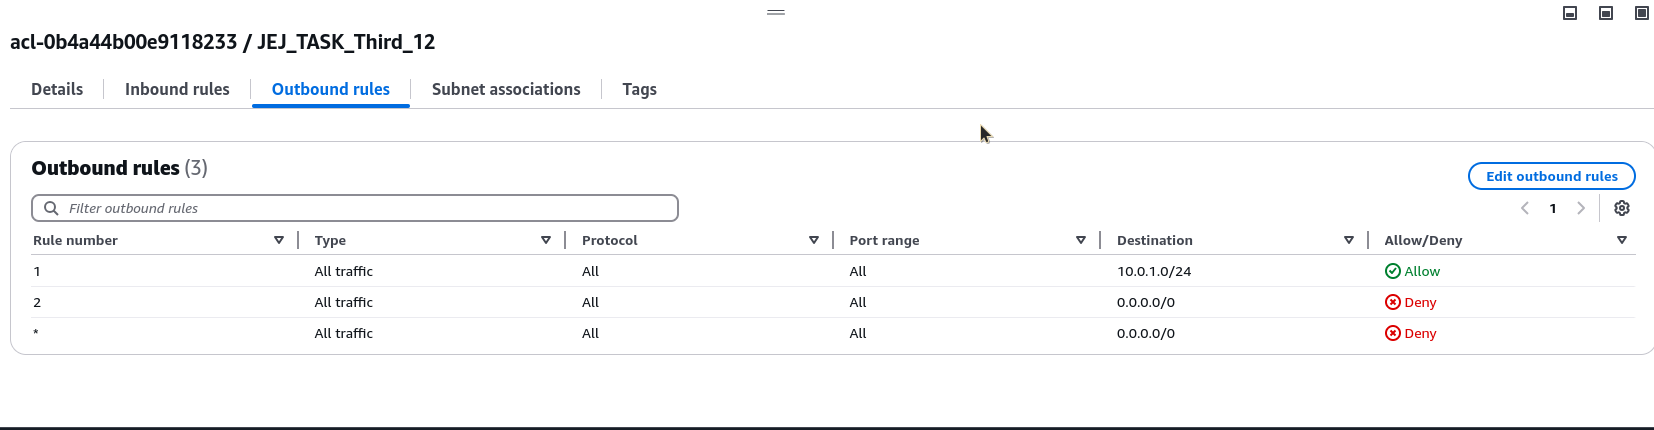 acl-0b4a44b00e9118233 / JEJ_TASK_Third_12
Details Inbound rules Outbound rules Subnet associations Tags
Outbound rules (3)
Edit outbound rules
Filter outbound rules
1
Rule number Type Protocol Port range Destination Allow/Deny
1 All traffic All All 10.0.1.0/24 Allow
2 All traffic All All 0.0.0.0/0 Deny
* All traffic All All 0.0.0.0/0 Deny